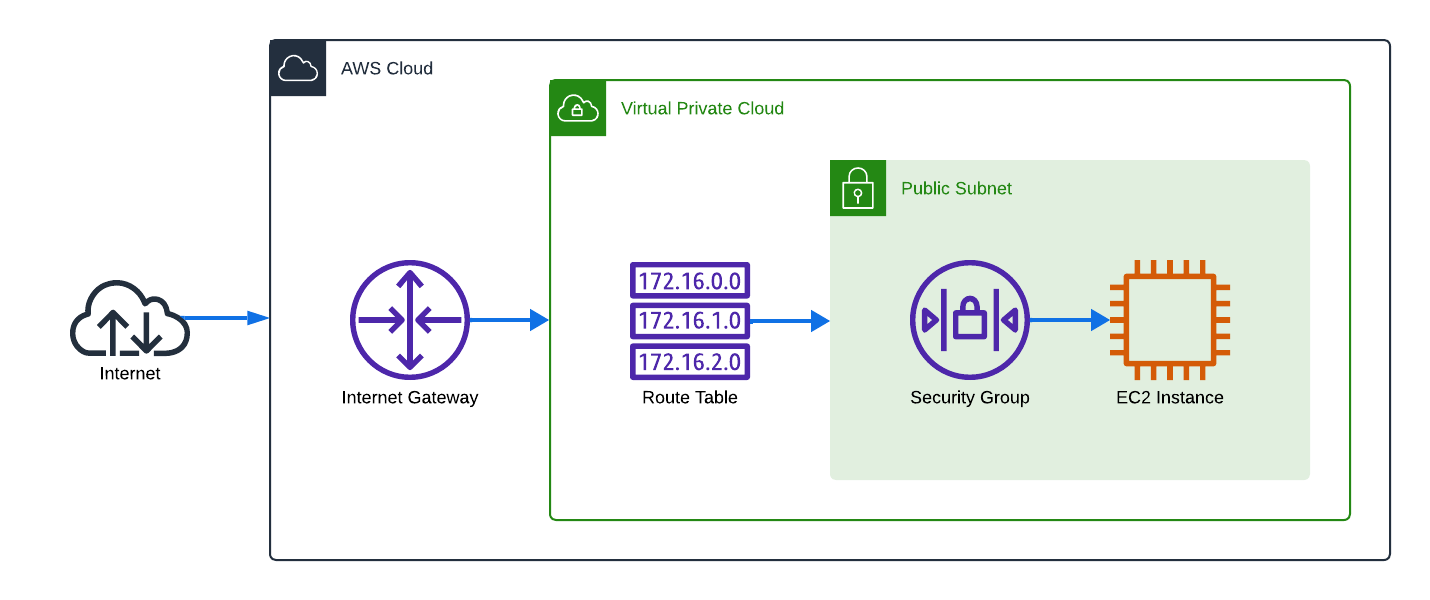 AWS Cloud
Virtual Private Cloud
Public Subnet
172.16.0.0
172.16.1.0
172.16.2.0
Internet
Internet Gateway
Route Table
Security Group
EC2 Instance